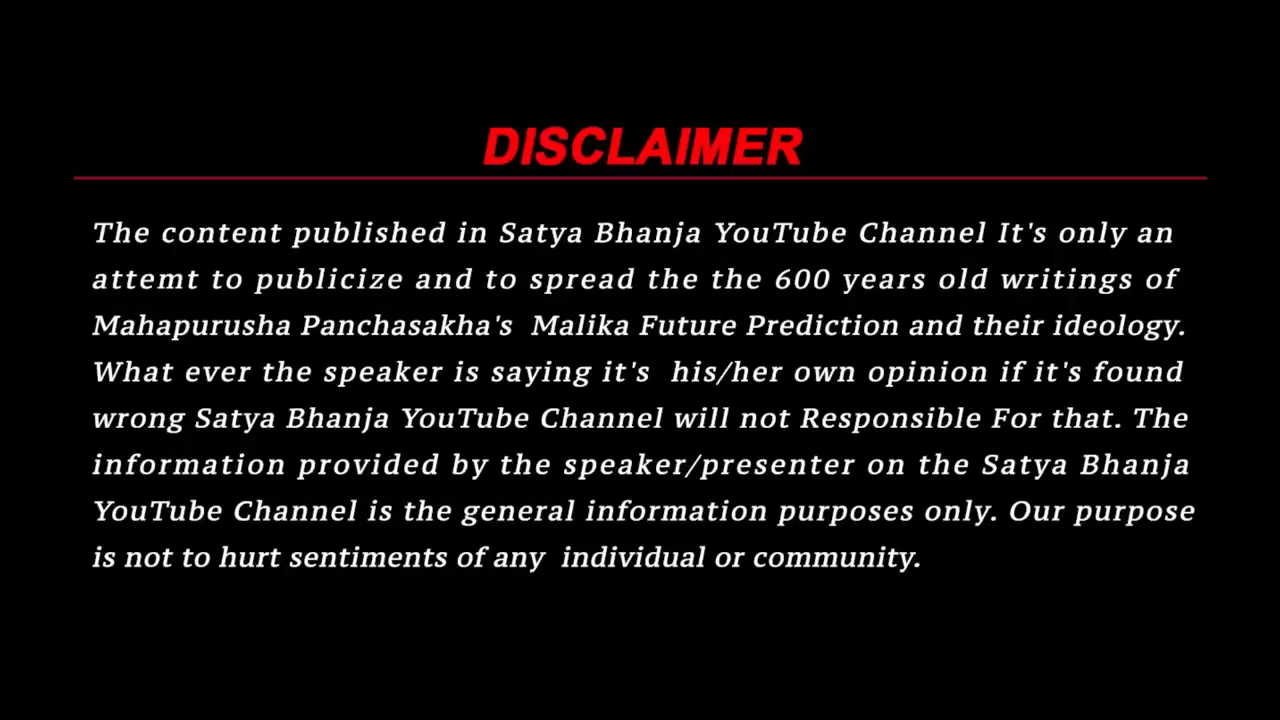 DISCLAIMER
The content published in Satya Bhanja YouTube Channel It's only an
attemt to publicize and to spread the the 600 years old writings of
Mahapurusha Panchasakha's Malika Future Prediction and their ideology.
What ever the speaker is saying it's his/her own opinion if it's found
wrong Satya Bhanja YouTube Channel will not Responsible For that. The
information provided by the speaker/presenter on the Satya Bhanja
YouTube Channel is the general information purposes only. Our purpose
is not to hurt sentiments of any individual or community.